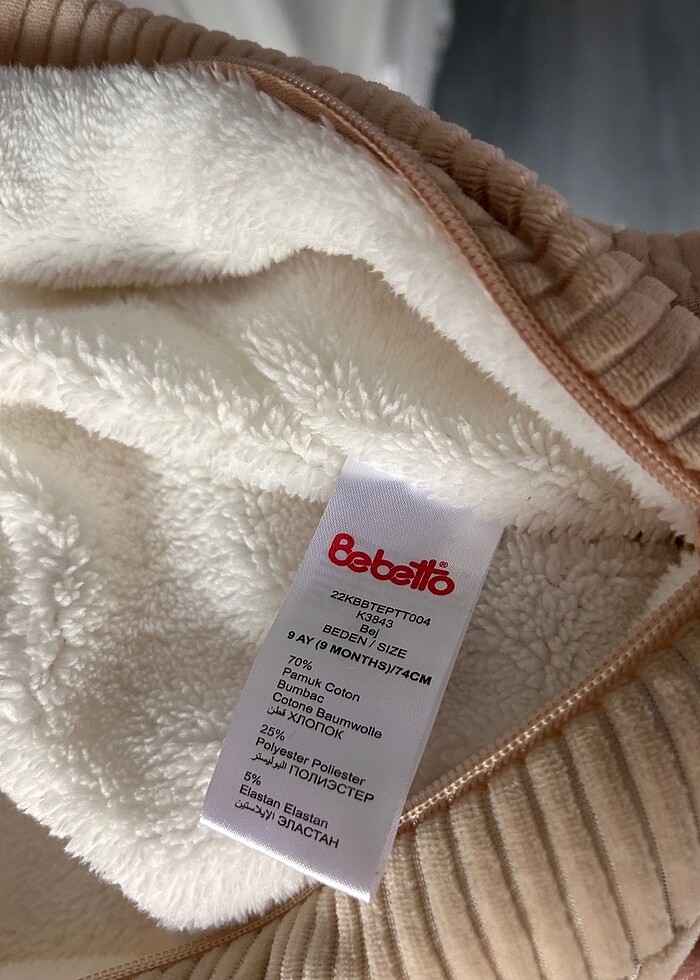 Bebetto®
22KBBTEPTT004
K3843
Bej
BEDEN / SIZE
9 AY (9 MONTHS)/74CM
70%
Pamuk Coton
Bumbac
Cotone Baumwolle
قطن ХЛОПОК
25%
Polyester Poliester
البوليستر ПОЛИЭСТЕР
5%
Elastan Elastan
الإيلاستين ЭЛАСТАН